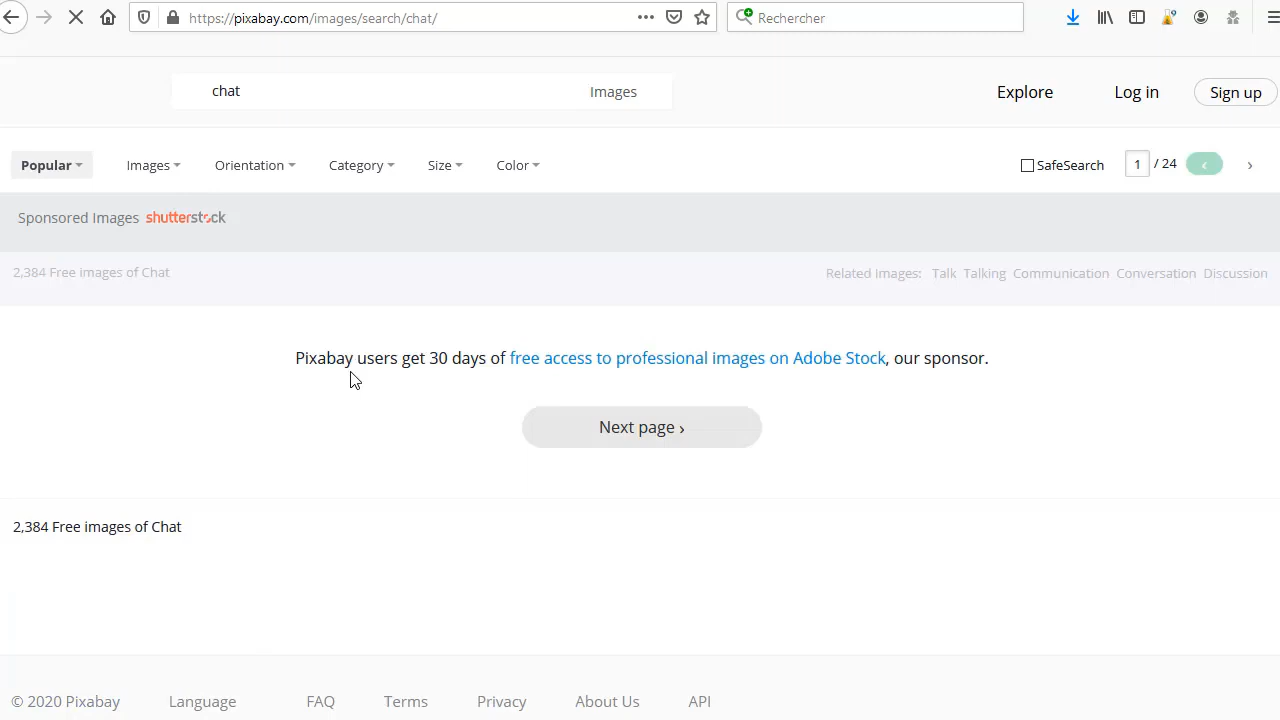 https://pixabay.com/images/search/chat/
Rechercher
chat Images Explore Log in Sign up
Popular Images Orientation Category Size Color SafeSearch 1 / 24 ‹ ›
Sponsored Images shutterstock
2,384 Free images of Chat Related images: Talk Talking Communication Conversation Discussion
Pixabay users get 30 days of free access to professional images on Adobe Stock, our sponsor.
Next page ›
2,384 Free images of Chat
© 2020 Pixabay Language FAQ Terms Privacy About Us API